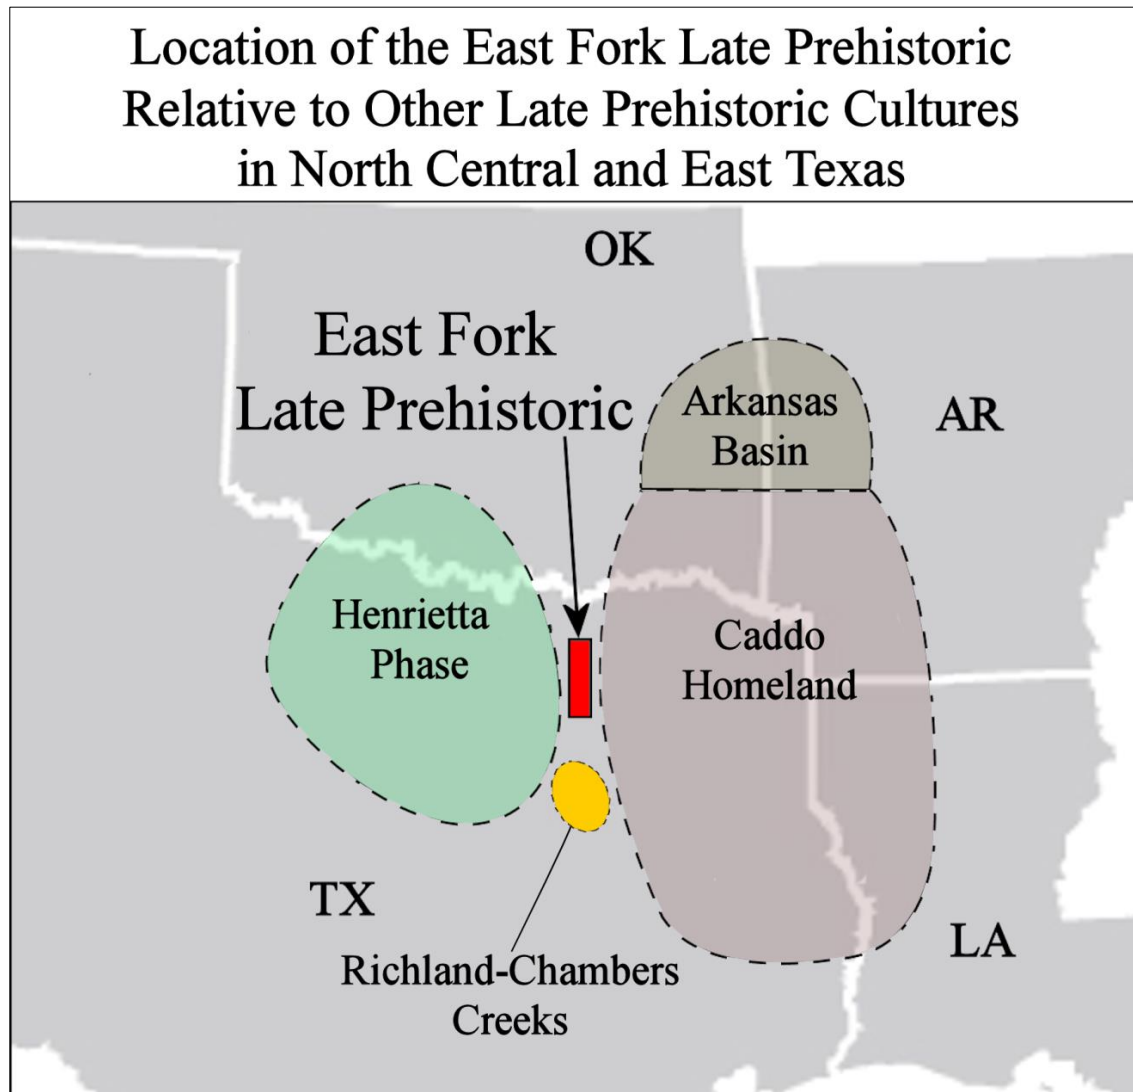 Location of the East Fork Late Prehistoric
Relative to Other Late Prehistoric Cultures
in North Central and East Texas
OK
East Fork
Late Prehistoric
Arkansas
Basin
AR
Henrietta
Phase
Caddo
Homeland
TX
Richland-Chambers
Creeks
LA